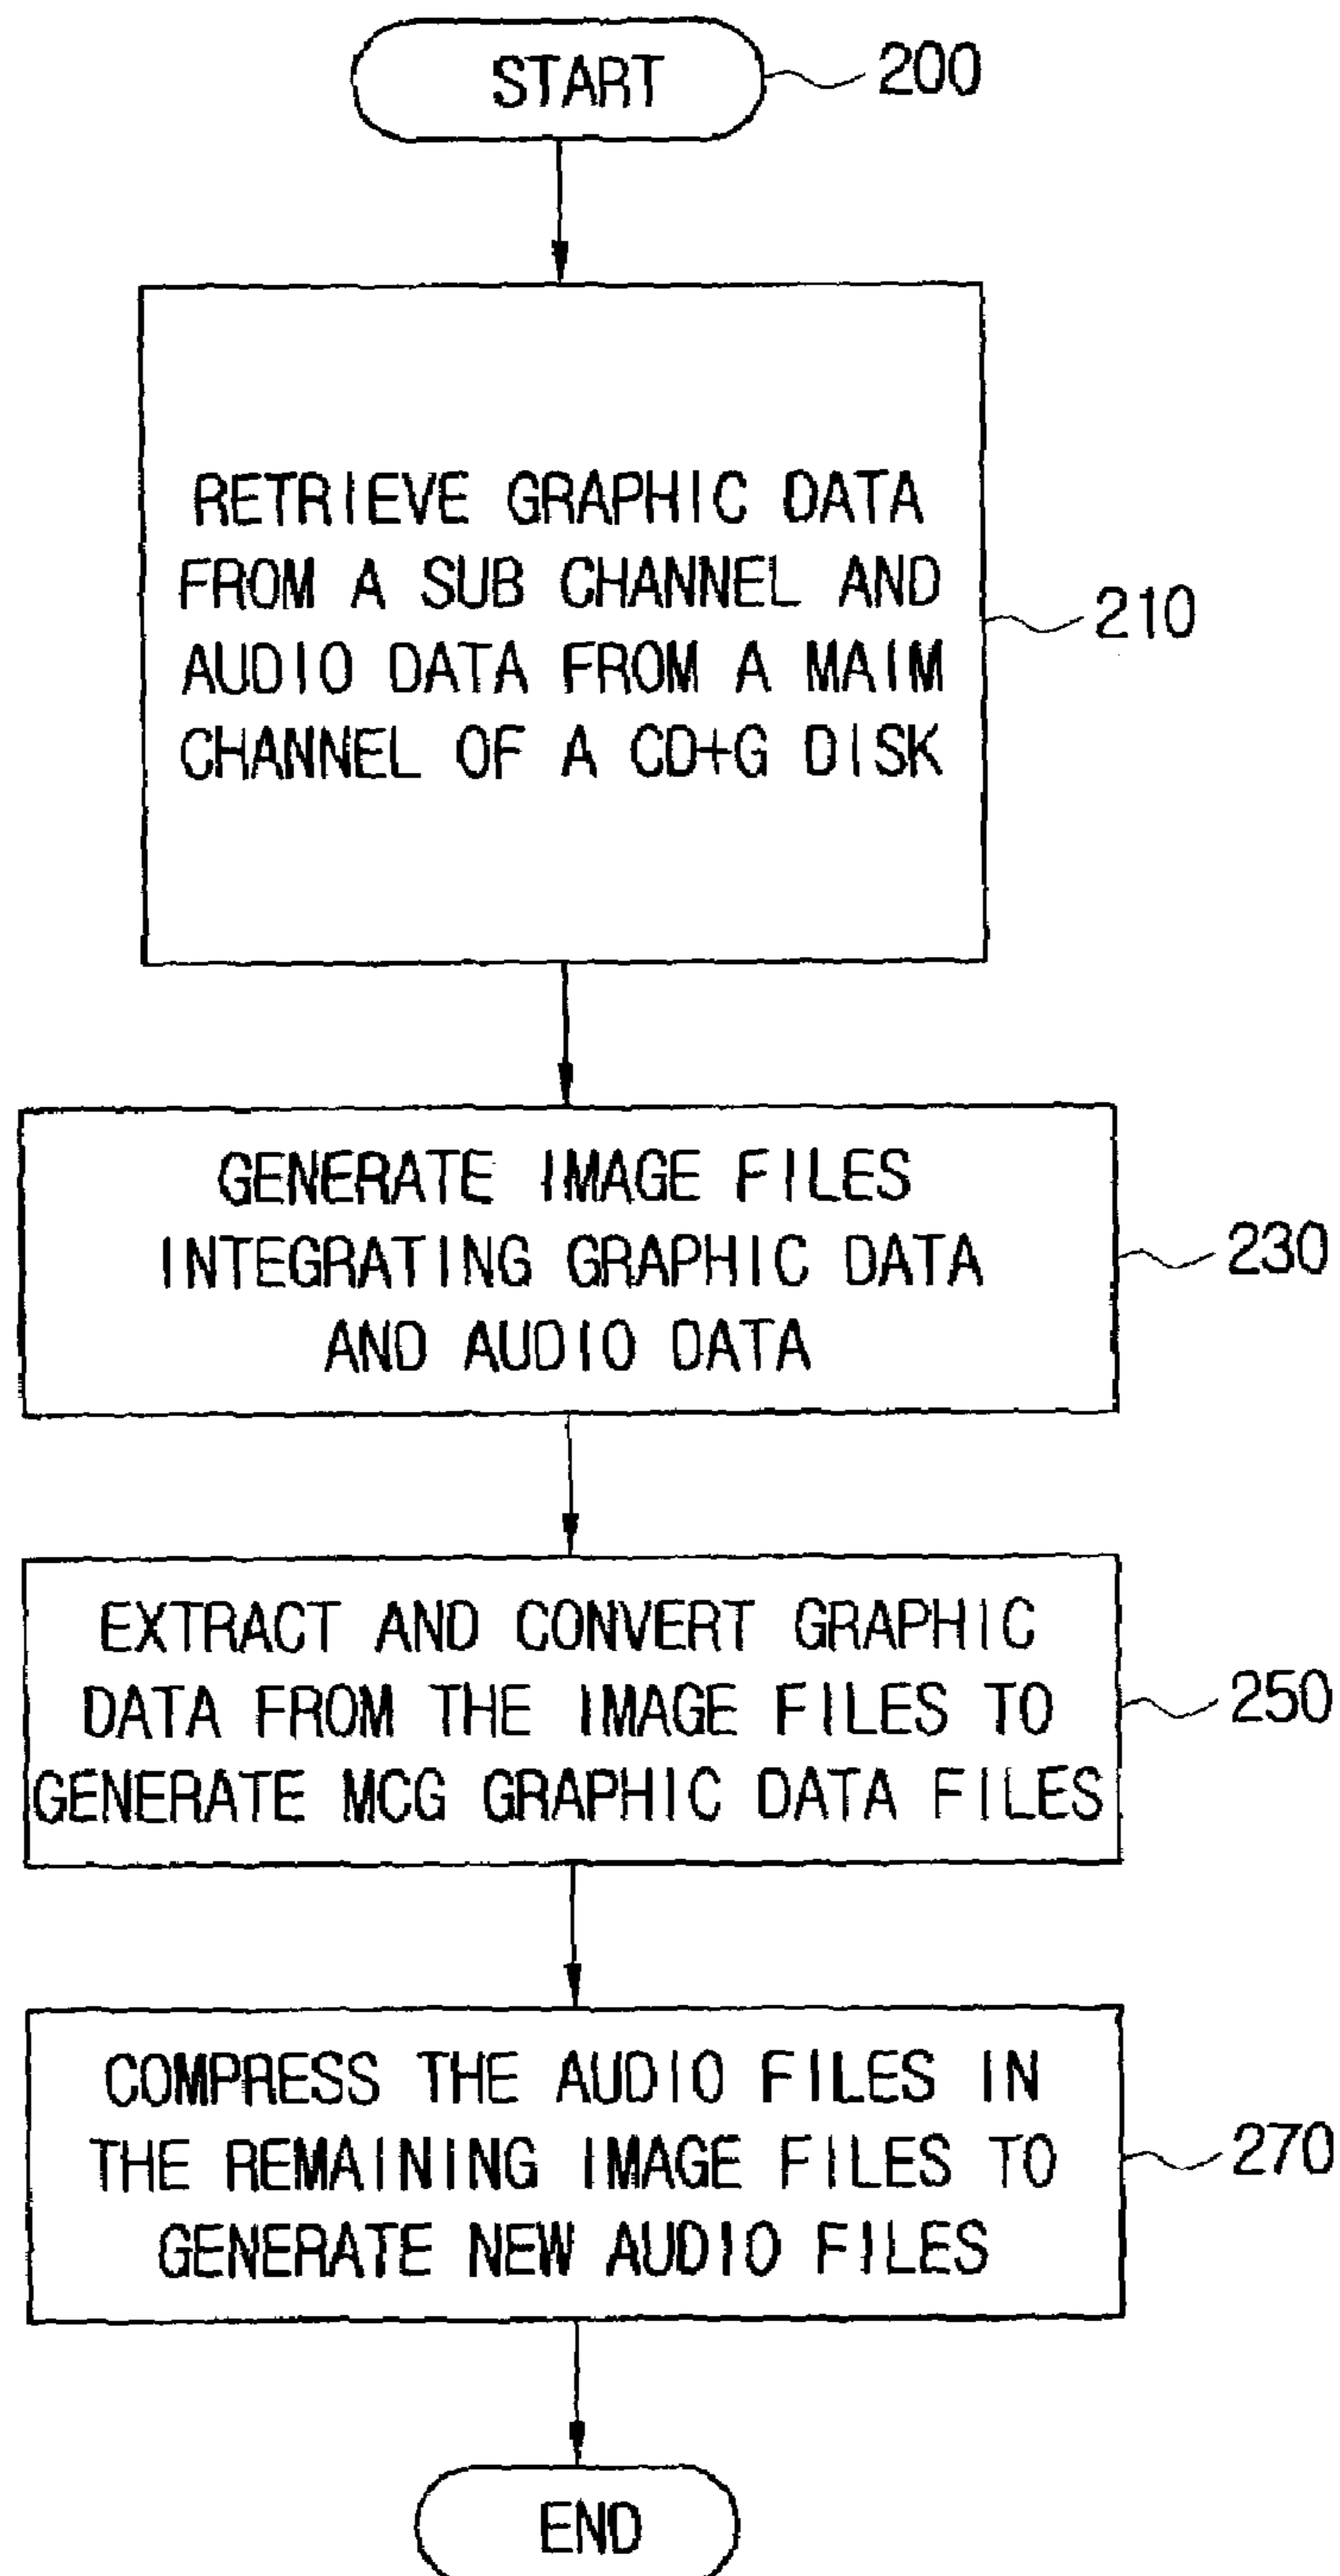 START
200
RETRIEVE GRAPHIC DATA
FROM A SUB CHANNEL AND
AUDIO DATA FROM A MAIM
CHANNEL OF A CD+G DISK
210
GENERATE IMAGE FILES
INTEGRATING GRAPHIC DATA
AND AUDIO DATA
230
EXTRACT AND CONVERT GRAPHIC
DATA FROM THE IMAGE FILES TO
GENERATE MCG GRAPHIC DATA FILES
250
COMPRESS THE AUDIO FILES IN
THE REMAINING IMAGE FILES TO
GENERATE NEW AUDIO FILES
270
END